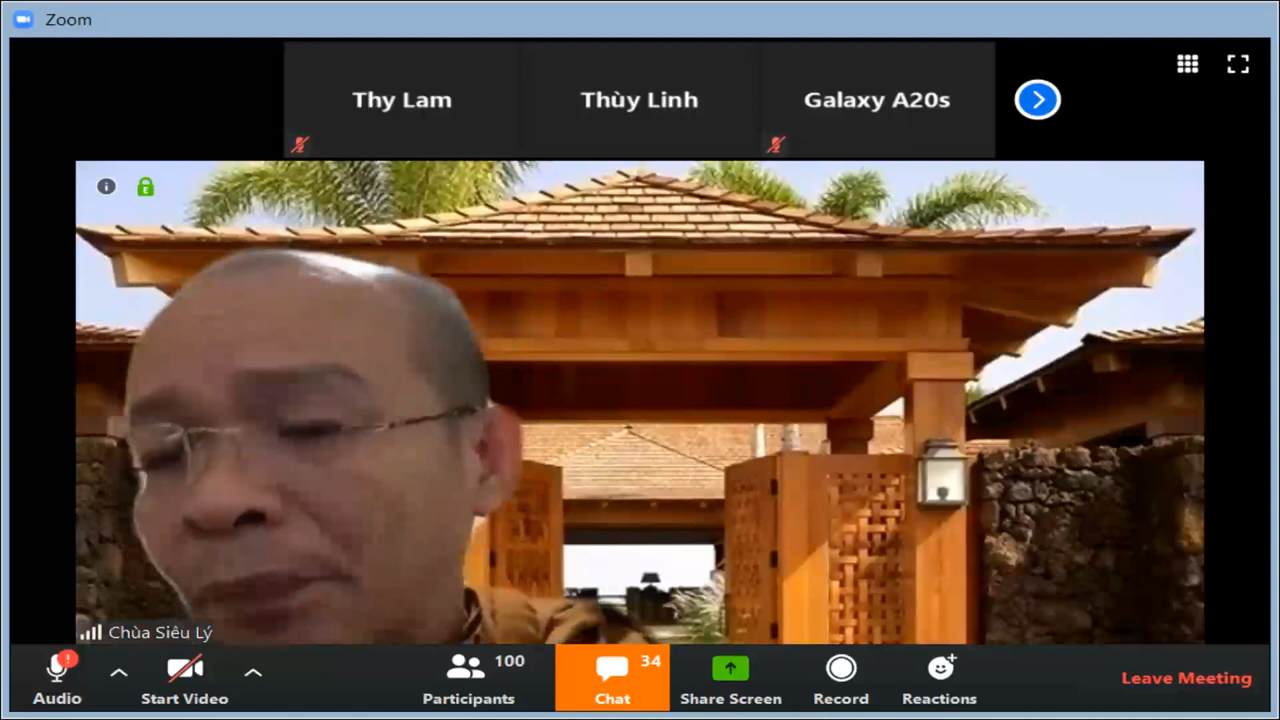 Zoom
Thy Lam
Thùy Linh
Galaxy A20s
Chùa Siêu Lý
Audio
Start Video
Participants
100
Chat
34
Share Screen
Record
Reactions
Leave Meeting